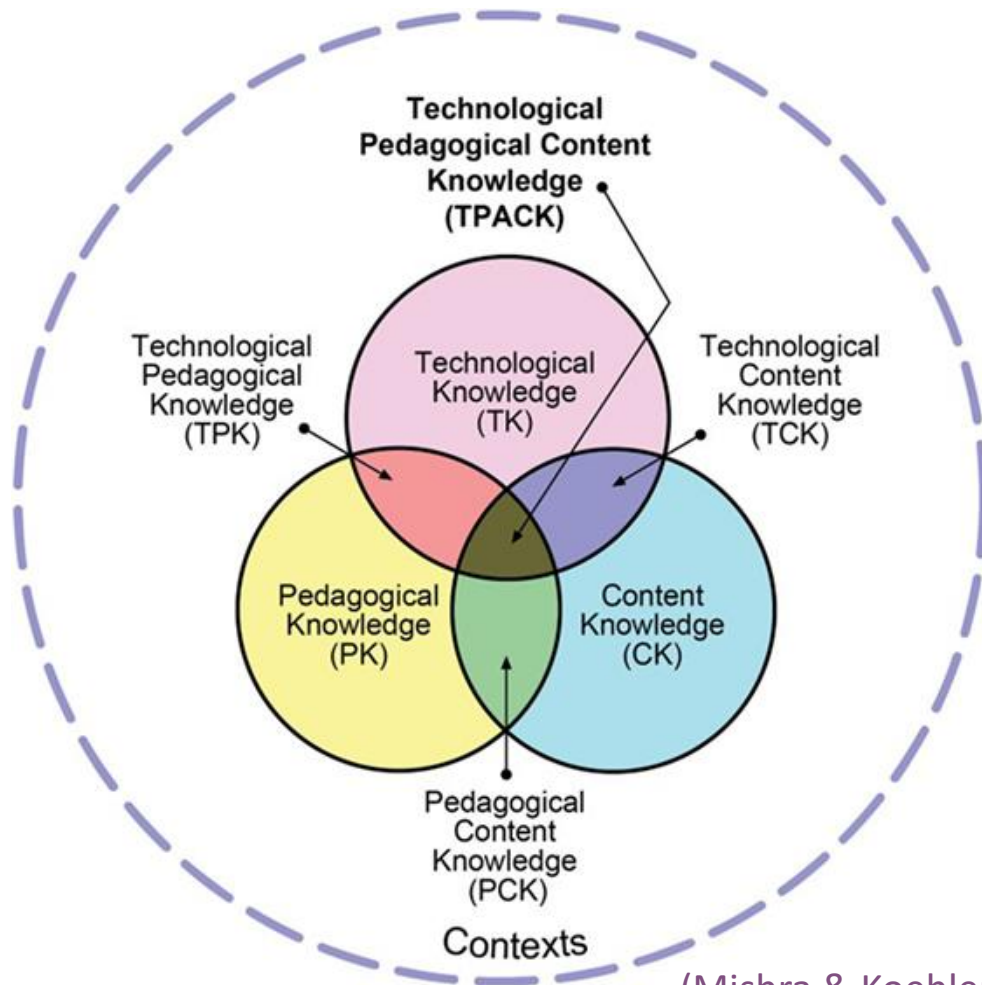 Technological
Pedagogical Content
Knowledge
(TPACK)
Technological
Pedagogical
Knowledge
(TPK)
Technological
Knowledge
(TK)
Technological
Content
Knowledge
(TCK)
Pedagogical
Knowledge
(PK)
Content
Knowledge
(CK)
Pedagogical
Content
Knowledge
(PCK)
Contexts
(Mishra &